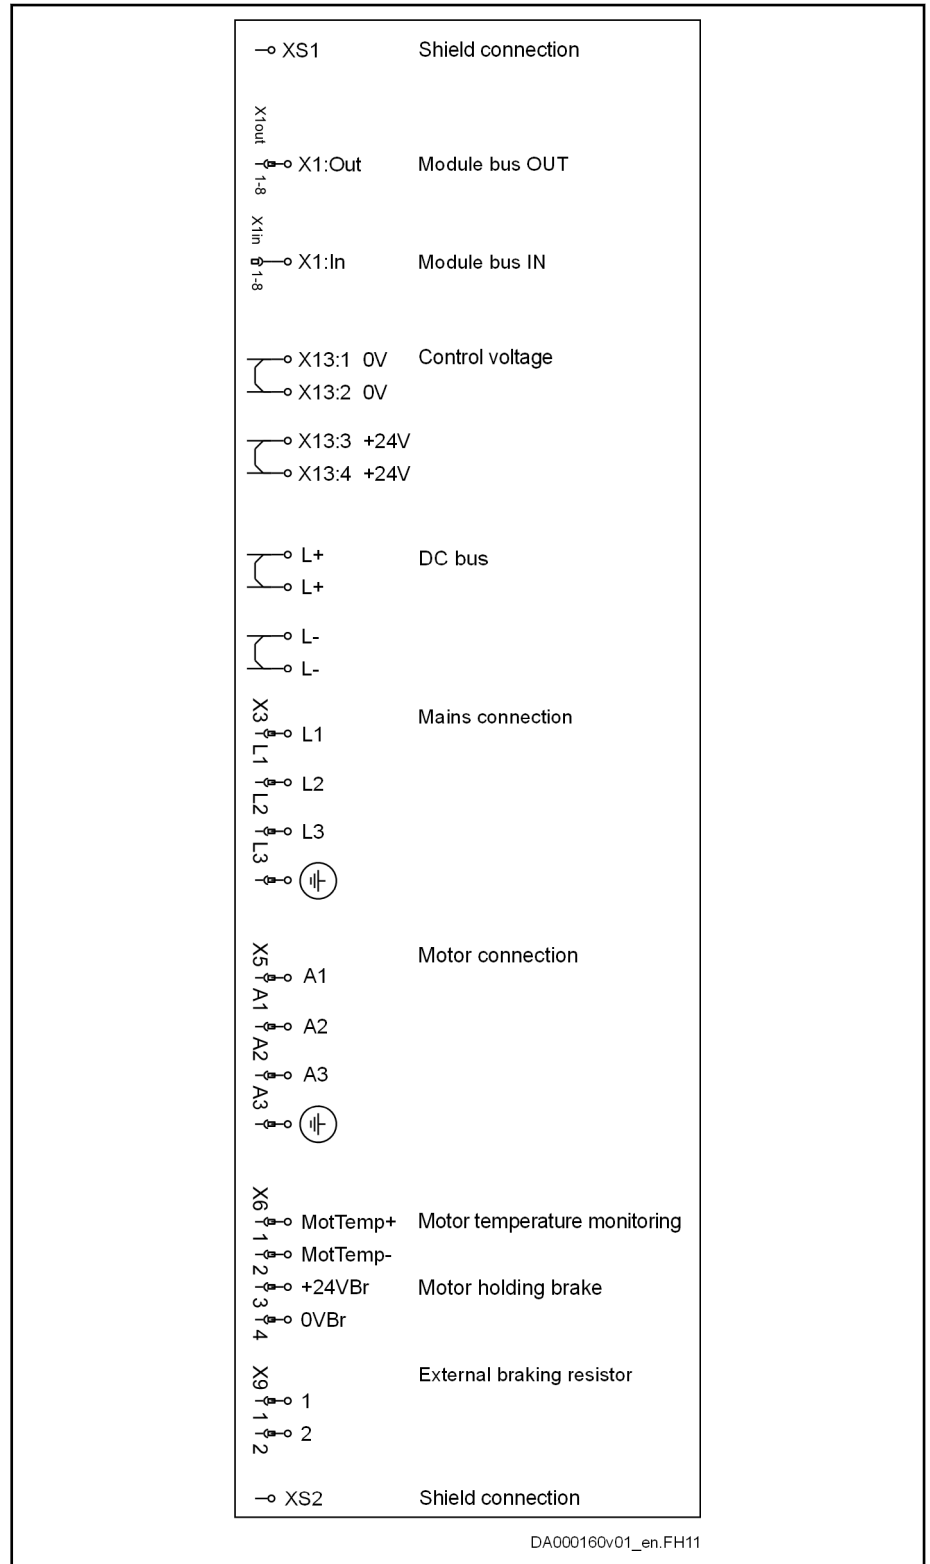 XS1 Shield connection
X1out
X1:Out Module bus OUT
1-8
X1in
X1:In Module bus IN
1-8
X13:1 0V Control voltage
X13:2 0V
X13:3 +24V
X13:4 +24V
L+ DC bus
L+
L-
L-
X3 Mains connection
L1
L1
L2
L2
L3
L3
X5 Motor connection
A1
A1
A2
A2
A3
A3
X6
MotTemp+ Motor temperature monitoring
1
MotTemp-
2
+24VBr Motor holding brake
3
0VBr
4
X9 External braking resistor
1
1
2
2
XS2 Shield connection
DA000160v01_en.FH11